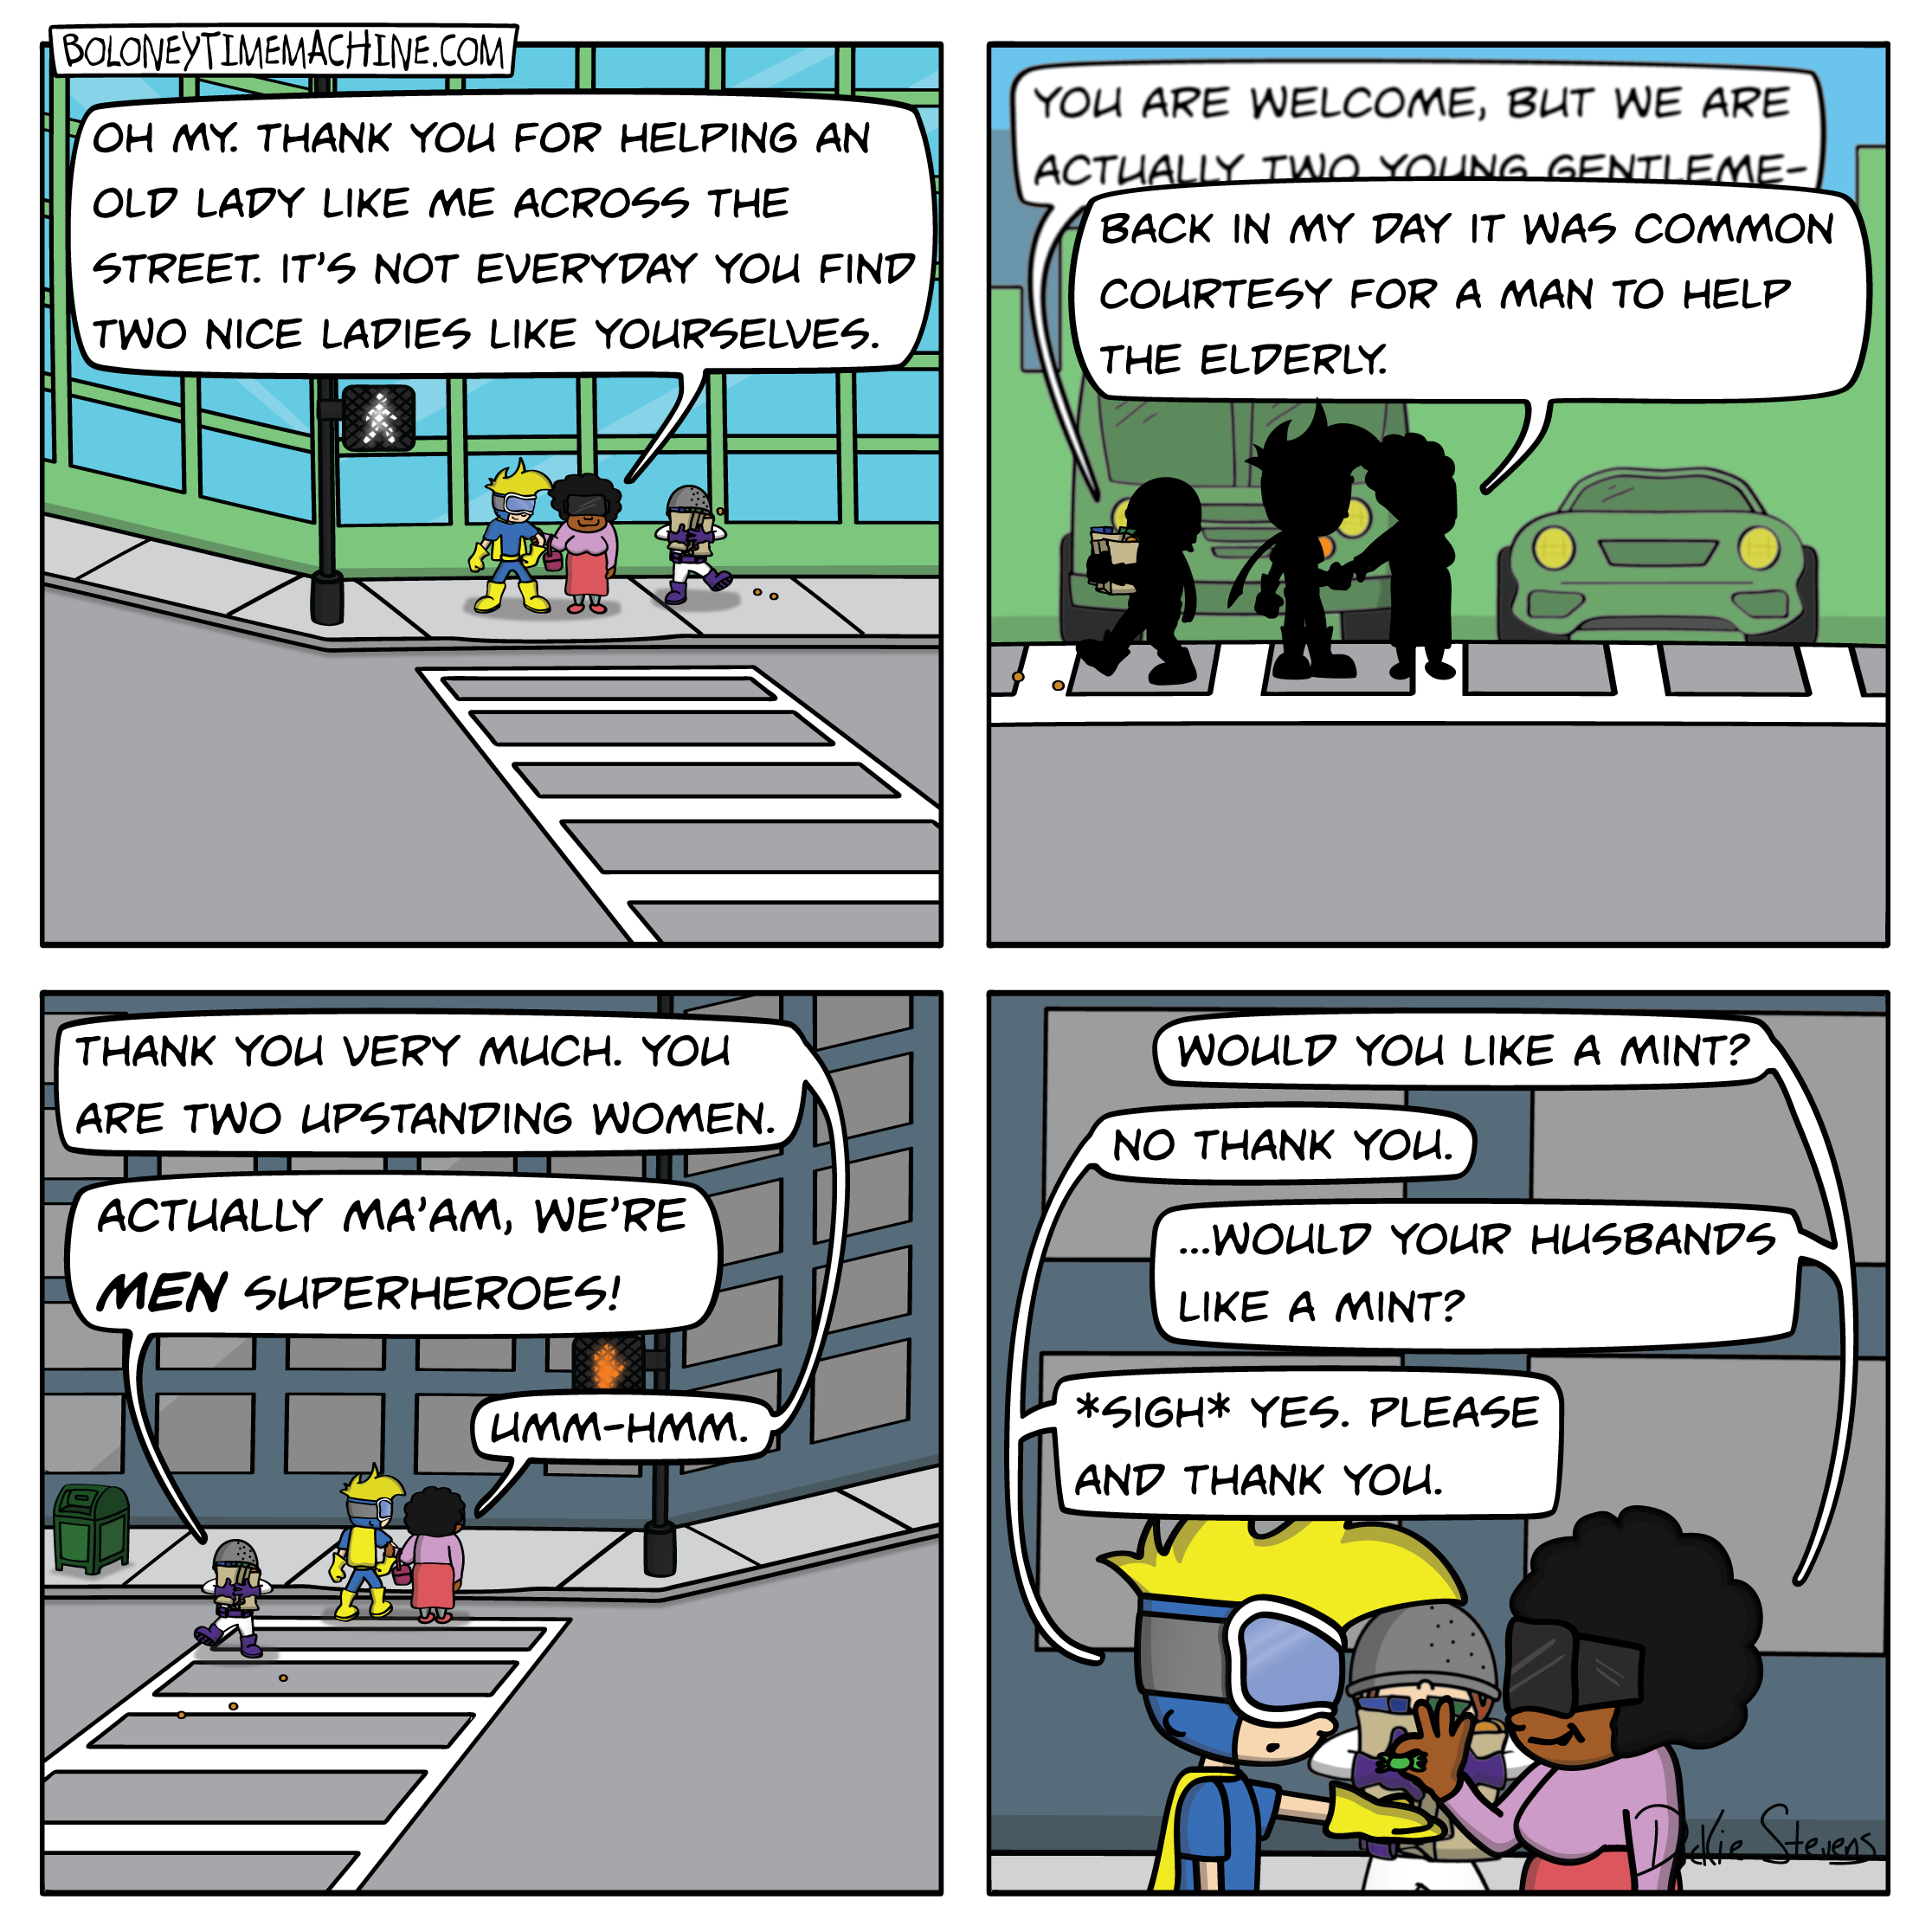 BOLONEYTIMEMACHINE.COM
OH MY. THANK YOU FOR HELPING AN
OLD LADY LIKE ME ACROSS THE
STREET. IT'S NOT EVERYDAY YOU FIND
TWO NICE LADIES LIKE YOURSELVES.
YOU ARE WELCOME, BUT WE ARE
ACTUALLY TWO YOUNG GENTLEME-
BACK IN MY DAY IT WAS COMMON
COURTESY FOR A MAN TO HELP
THE ELDERLY.
THANK YOU VERY MUCH. YOU
ARE TWO UPSTANDING WOMEN.
ACTUALLY MA'AM, WE'RE
MEN SUPERHEROES!
UMM-HMM.
WOULD YOU LIKE A MINT?
NO THANK YOU.
...WOULD YOUR HUSBANDS
LIKE A MINT?
*SIGH* YES. PLEASE
AND THANK YOU.
Dickie Stevens